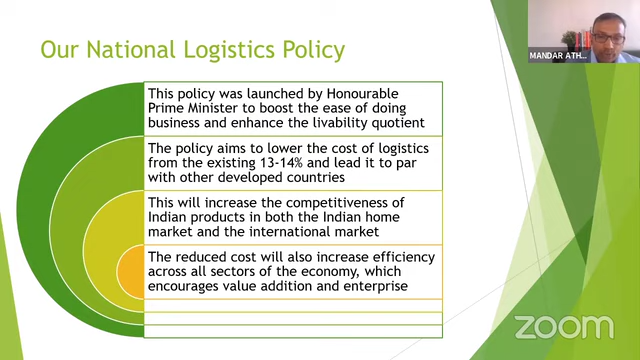 Our National Logistics Policy
MANDAR ATH...
This policy was launched by Honourable
Prime Minister to boost the ease of doing
business and enhance the livability quotient
The policy aims to lower the cost of logistics
from the existing 13-14% and lead it to par
with other developed countries
This will increase the competitiveness of
Indian products in both the Indian home
market and the international market
The reduced cost will also increase efficiency
across all sectors of the economy, which
encourages value addition and enterprise
zoom